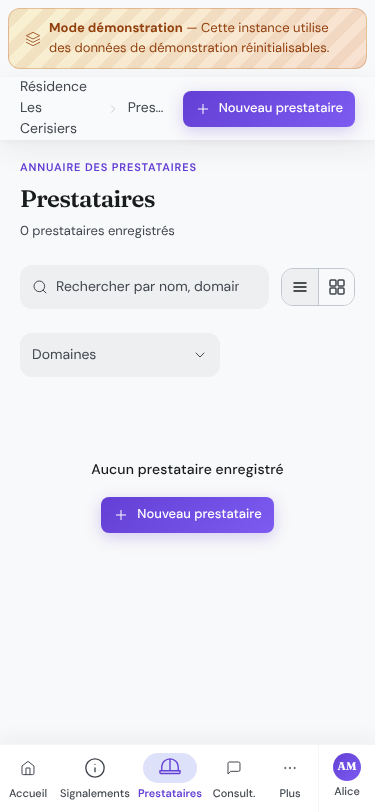 Mode démonstration — Cette instance utilise
des données de démonstration réinitialisables.
Résidence
Les
Cerisiers
Pres...
Nouveau prestataire
ANNUAIRE DES PRESTATAIRES
Prestataires
0 prestataires enregistrés
Rechercher par nom, domair
Domaines
Aucun prestataire enregistré
Nouveau prestataire
AM
Accueil
Signalements
Prestataires
Consult.
Plus
Alice